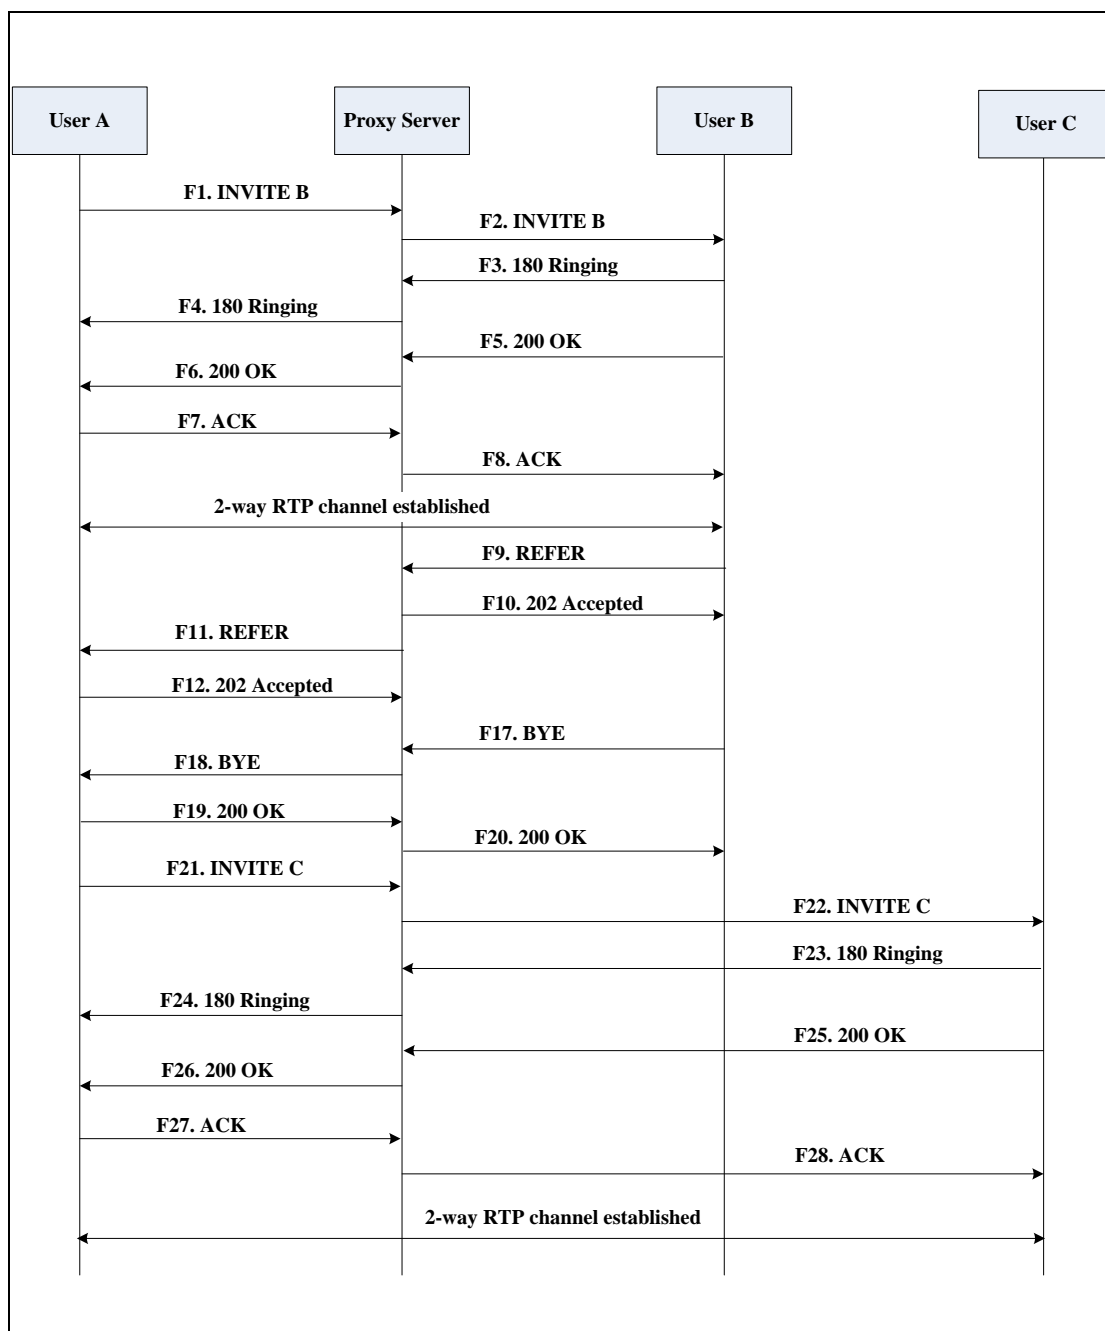 User A
Proxy Server
User B
User C
F1. INVITE B
F2. INVITE B
F3. 180 Ringing
F4. 180 Ringing
F5. 200 OK
F6. 200 OK
F7. ACK
F8. ACK
2-way RTP channel established
F9. REFER
F10. 202 Accepted
F11. REFER
F12. 202 Accepted
F17. BYE
F18. BYE
F19. 200 OK
F20. 200 OK
F21. INVITE C
F22. INVITE C
F23. 180 Ringing
F24. 180 Ringing
F25. 200 OK
F26. 200 OK
F27. ACK
F28. ACK
2-way RTP channel established